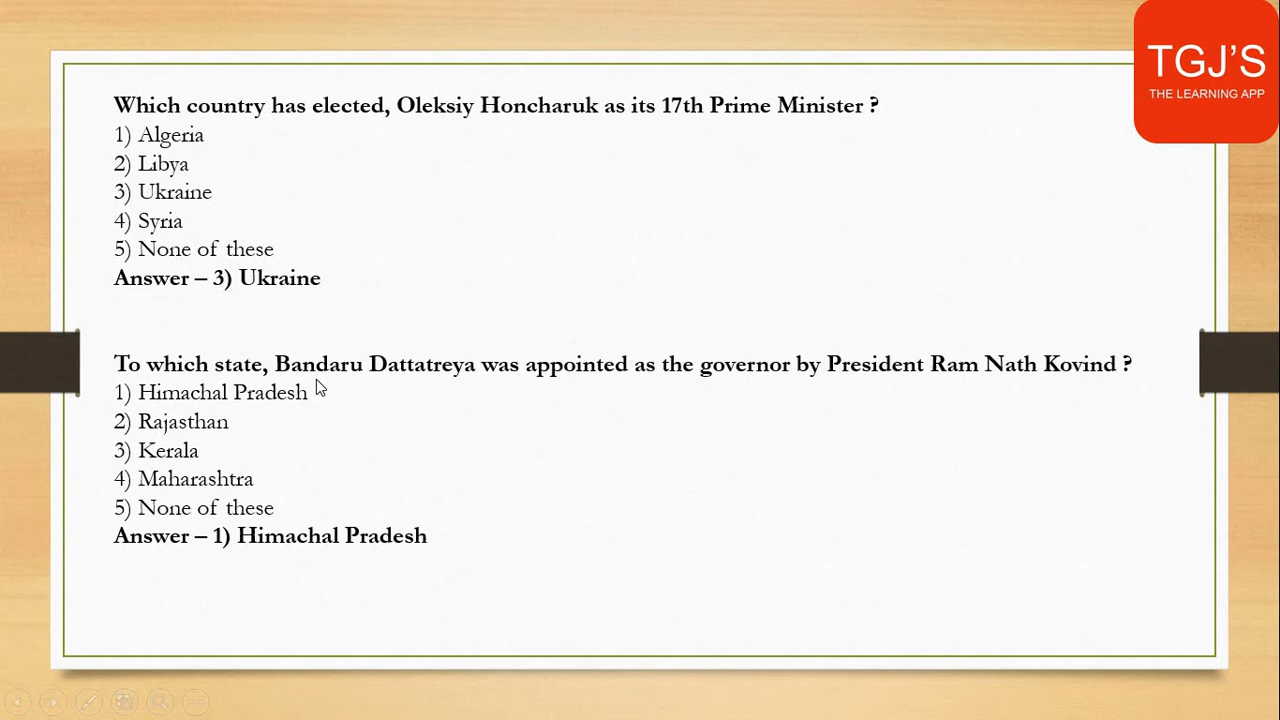 TGJ'S
THE LEARNING APP
Which country has elected, Oleksiy Honcharuk as its 17th Prime Minister ?
1) Algeria
2) Libya
3) Ukraine
4) Syria
5) None of these
Answer – 3) Ukraine
To which state, Bandaru Dattatreya was appointed as the governor by President Ram Nath Kovind ?
1) Himachal Pradesh
2) Rajasthan
3) Kerala
4) Maharashtra
5) None of these
Answer – 1) Himachal Pradesh